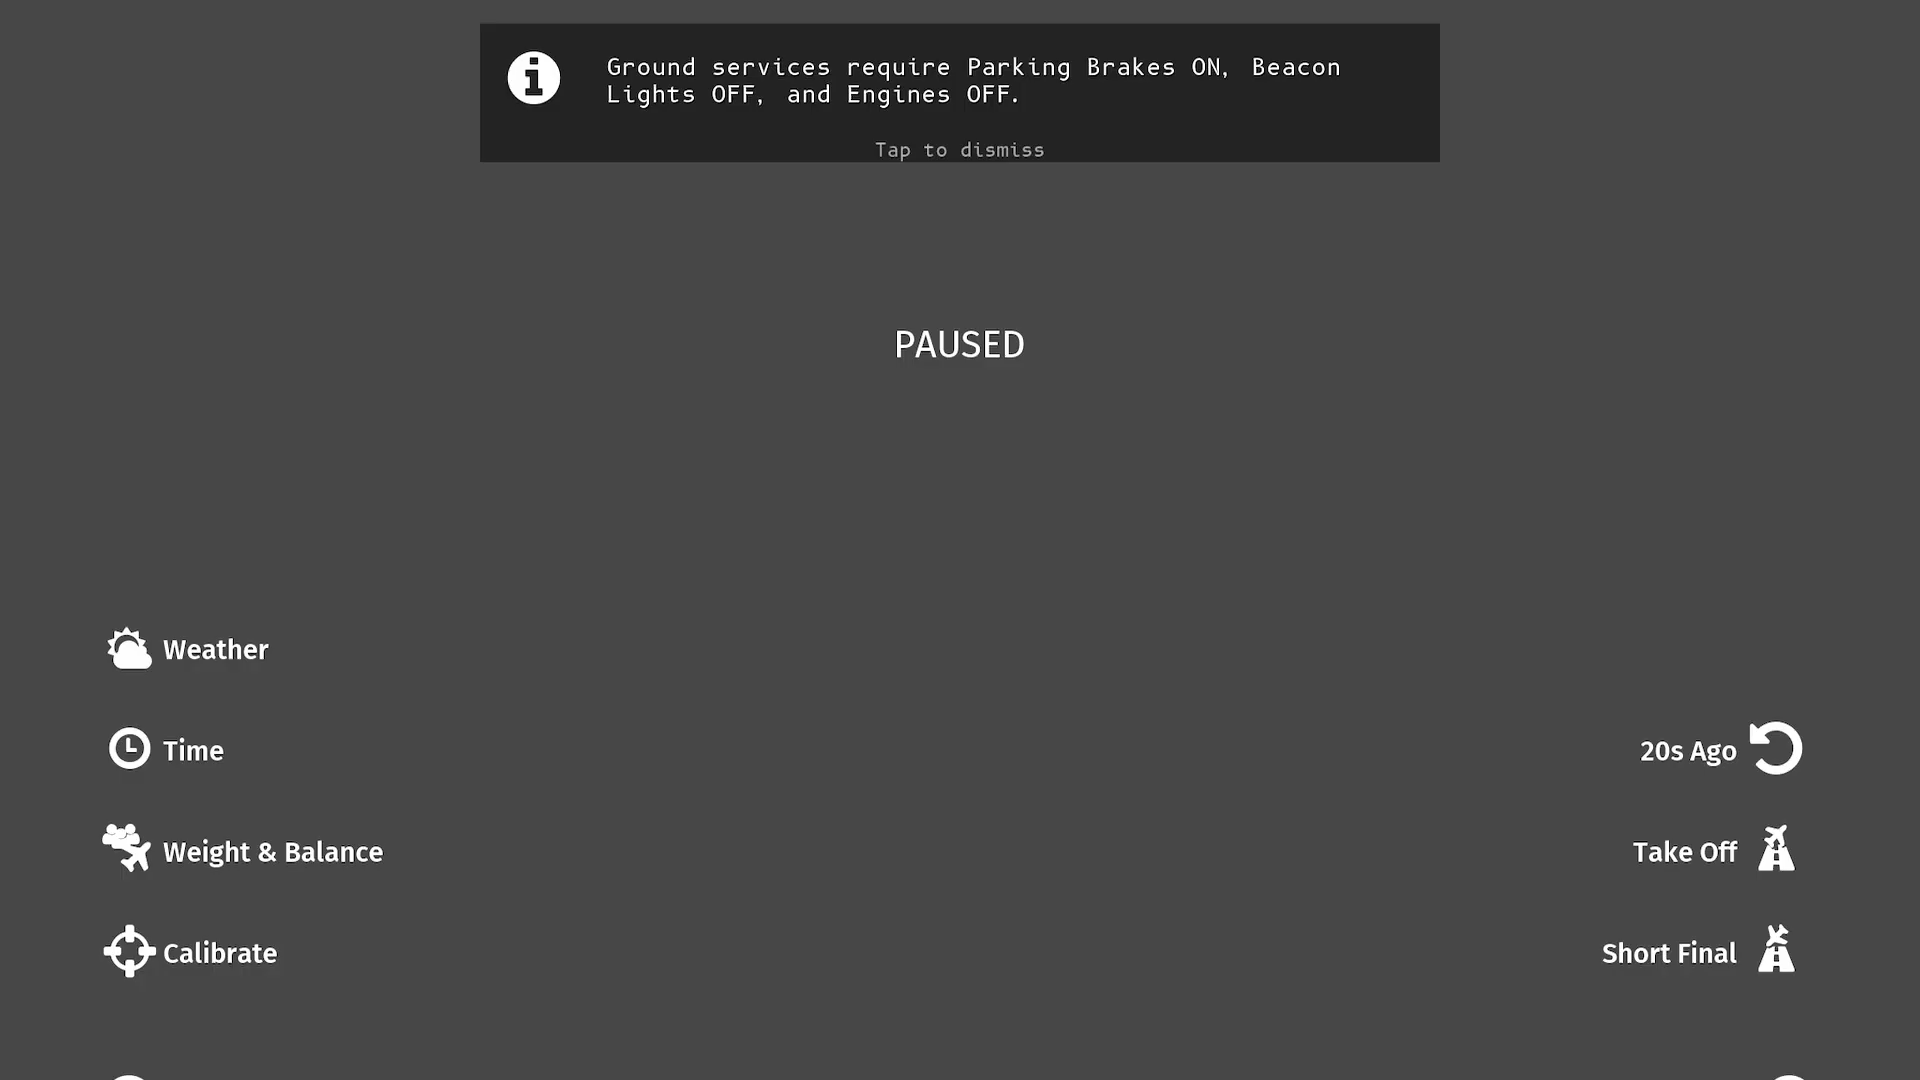 Ground services require Parking Brakes ON, Beacon
Lights OFF, and Engines OFF.
Tap to dismiss
PAUSED
Weather
Time
Weight & Balance
Calibrate
20s Ago
Take Off
Short Final